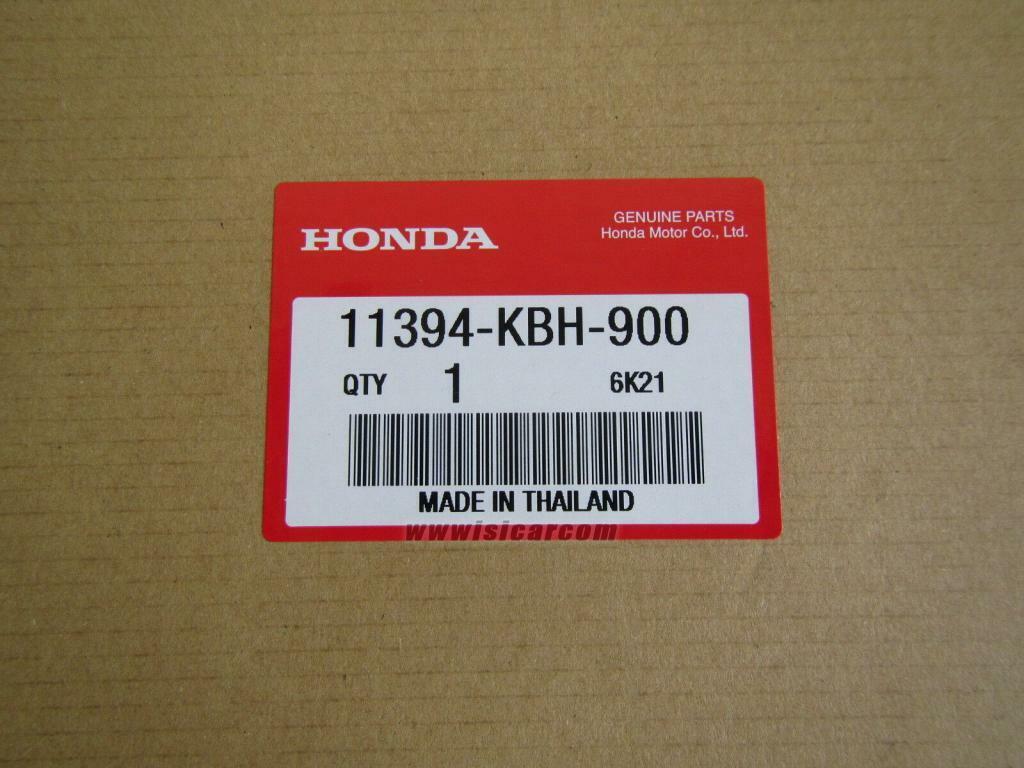 HONDA
GENUINE PARTS
Honda Motor Co., Ltd.
11394-KBH-900
QTY 1 6K21
MADE IN THAILAND
wwwisicarcom